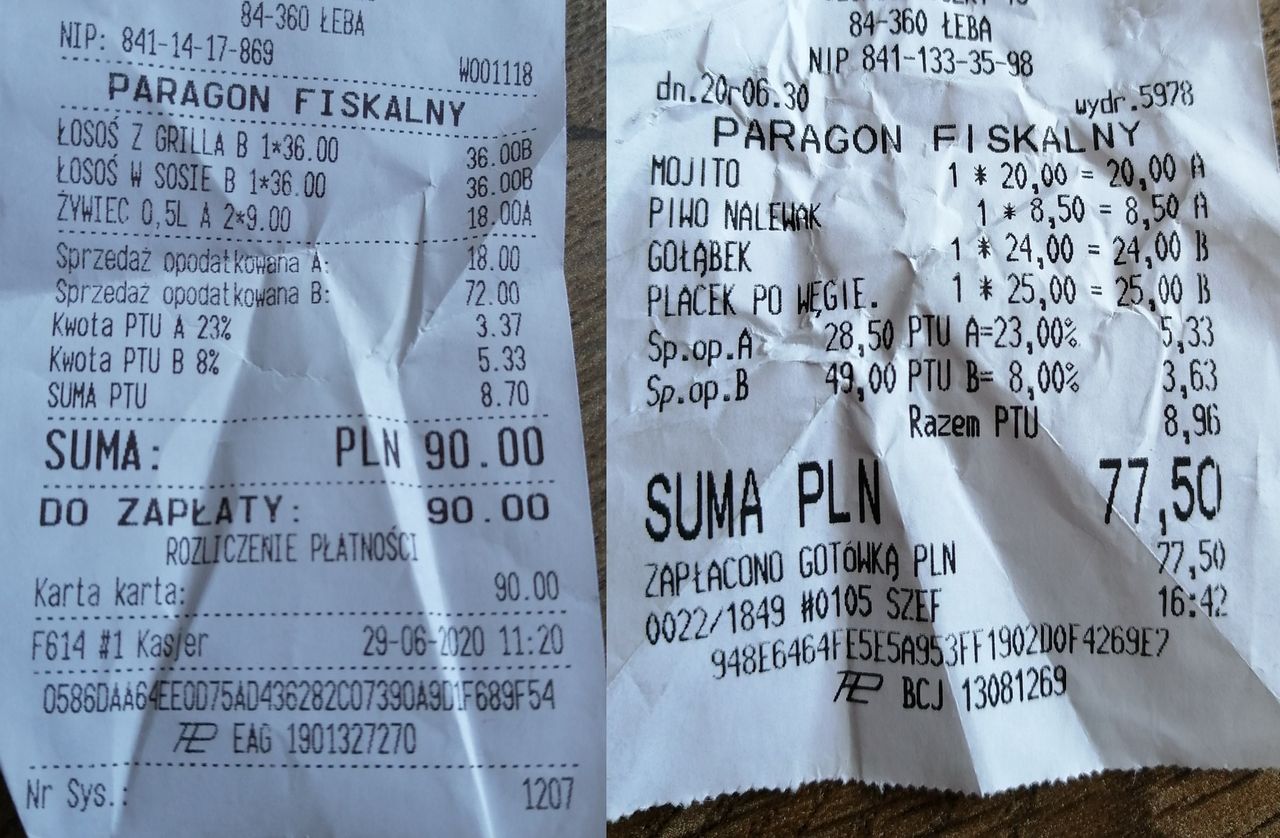 84-360 ŁEBA
NIP: 841-14-17-869
W001118
PARAGON FISKALNY
ŁOSOŚ Z GRILLA B 1*36.00 36.00B
ŁOSOŚ W SOSIE B 1*36.00 36.00B
ŻYWIEC 0,5L A 2*9.00 18.00A
Sprzedaż opodatkowana A: 18.00
Sprzedaż opodatkowana B: 72.00
Kwota PTU A 23% 3.37
Kwota PTU B 8% 5.33
SUMA PTU 8.70
SUMA: PLN 90.00
DO ZAPŁATY: 90.00
ROZLICZENIE PŁATNOŚCI
Karta karta: 90.00
F614 #1 Kasjer 29-06-2020 11:20
0586DAA64EE0D75AD436282C07390A9D1F689F54
EAG 1901327270
Nr Sys.: 1207
84-360 ŁEBA
NIP 841-133-35-98
dn.20r06.30 wydr.5978
PARAGON FISKALNY
MOJITO 1 * 20,00 = 20,00 A
PIWO NALEWAK 1 * 8,50 = 8,50 A
GOŁĄBEK 1 * 24,00 = 24,00 B
PLACEK PO WĘGIE. 1 * 25,00 = 25,00 B
Sp.op.A 28,50 PTU A=23,00% 5,33
Sp.op.B 49,00 PTU B= 8,00% 3,63
Razem PTU 8,96
SUMA PLN 77,50
ZAPŁACONO GOTÓWKĄ PLN 77,50
0022/1849 #0105 SZEF 16:42
948E6464FE5E5A953FF1902D0F4269E7
BCJ 13081269